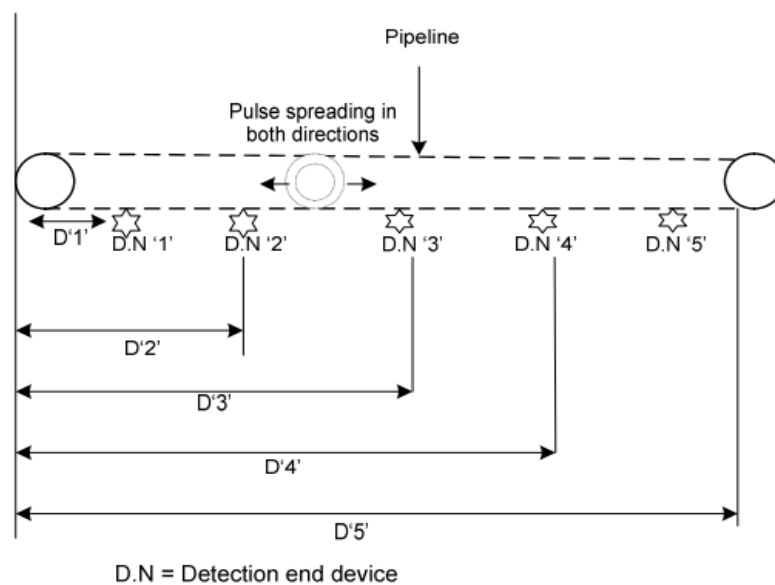 Pipeline
Pulse spreading in
both directions
D‘1’
D.N ‘1’
D.N ‘2’
D.N ‘3’
D.N ‘4’
D.N ‘5’
D‘2’
D‘3’
D‘4’
D‘5’
D.N = Detection end device